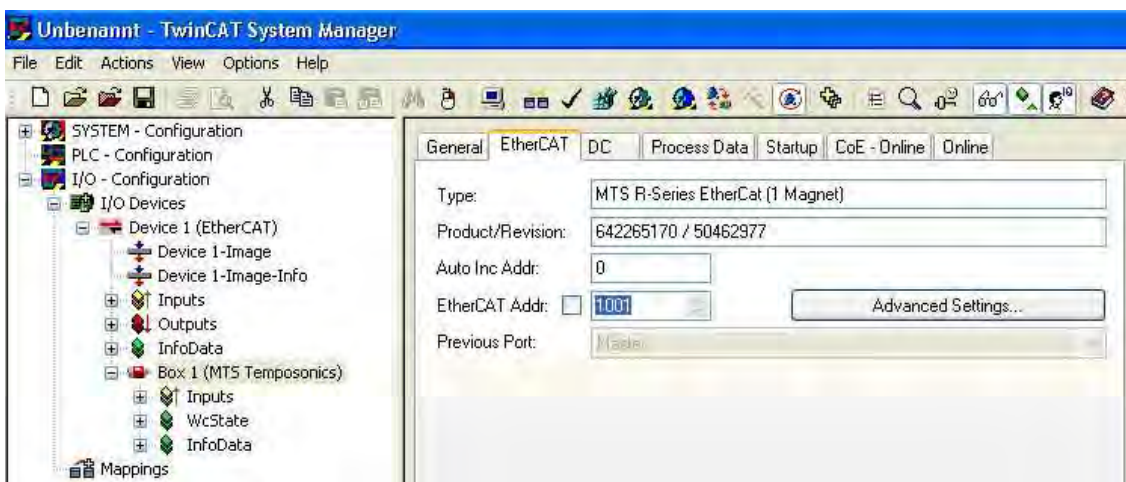 Unbenannt - TwinCAT System Manager
File Edit Actions View Options Help
SYSTEM - Configuration
PLC - Configuration
I/O - Configuration
I/O Devices
Device 1 (EtherCAT)
Device 1-Image
Device 1-Image-Info
Inputs
Outputs
InfoData
Box 1 (MTS Temposonics)
Inputs
WcState
InfoData
Mappings
General EtherCAT DC Process Data Startup CoE - Online Online
Type: MTS R-Series EtherCat (1 Magnet)
Product/Revision: 642265170 / 50462977
Auto Inc Addr: 0
EtherCAT Addr: 1001 Advanced Settings...
Previous Port: Master